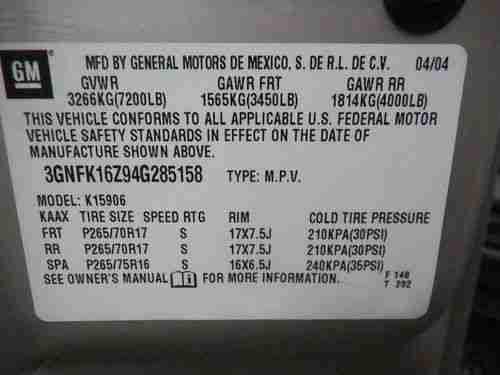 GM
MFD BY GENERAL MOTORS DE MEXICO, S. DE R.L. DE C.V. 04/04
GVWR GAWR FRT GAWR RR
3266KG(7200LB) 1565KG(3450LB) 1814KG(4000LB)
THIS VEHICLE CONFORMS TO ALL APPLICABLE U.S. FEDERAL MOTOR
VEHICLE SAFETY STANDARDS IN EFFECT ON THE DATE OF
MANUFACTURE SHOWN ABOVE.
3GNFK16Z94G285158 TYPE: M.P.V.
MODEL: K15906
KAAX TIRE SIZE SPEED RTG RIM COLD TIRE PRESSURE
FRT P265/70R17 S 17X7.5J 210KPA(30PSI)
RR P265/70R17 S 17X7.5J 210KPA(30PSI)
SPA P265/75R16 S 16X6.5J 240KPA(35PSI)
SEE OWNER'S MANUAL FOR MORE INFORMATION.
F 148
T 292